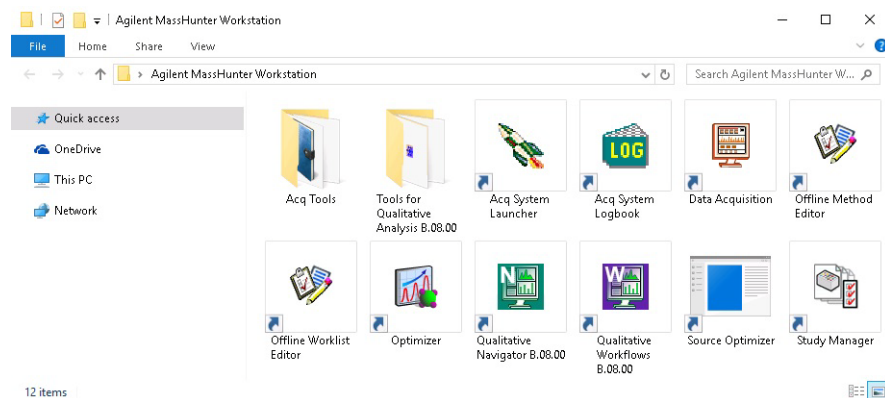 Agilent MassHunter Workstation
File Home Share View
Agilent MassHunter Workstation
Search Agilent MassHunter W...
Quick access
OneDrive
This PC
Network
Acq Tools
Tools for
Qualitative
Analysis B.08.00
Acq System
Launcher
LOG
Acq System
Logbook
Data Acquisition
Offline Method
Editor
Offline Worklist
Editor
Optimizer
N
Qualitative
Navigator B.08.00
W
Qualitative
Workflows
B.08.00
Source Optimizer
Study Manager
12 items